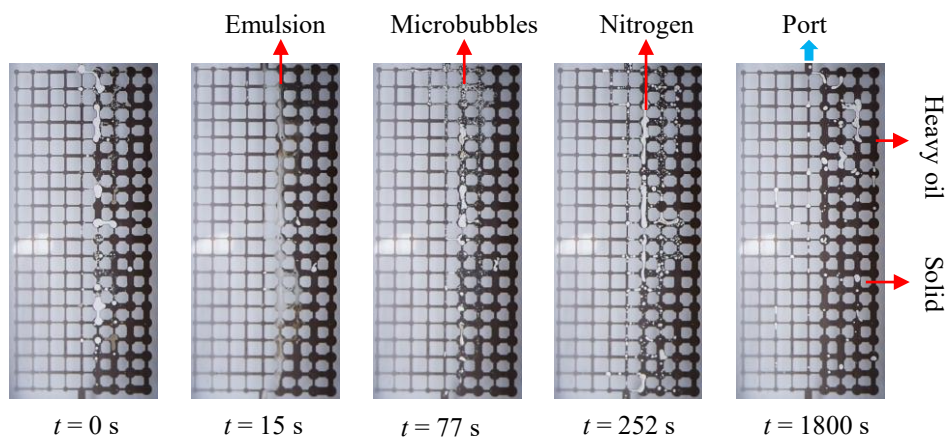 Emulsion
Microbubbles
Nitrogen
Port
Heavy oil
Solid
t = 0 s
t = 15 s
t = 77 s
t = 252 s
t = 1800 s